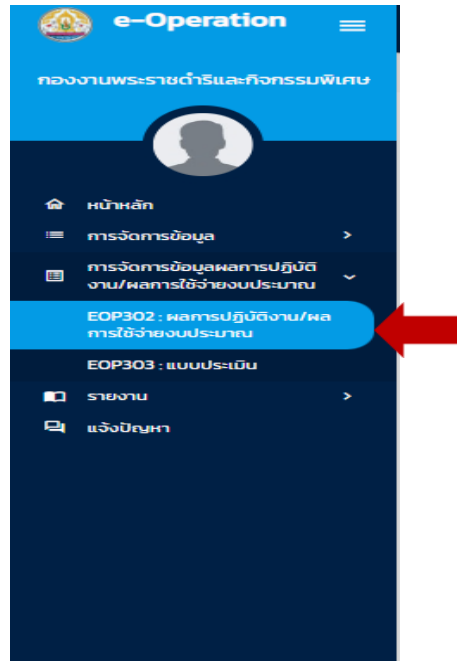 e-Operation
กองงานพระราชดำริและกิจกรรมพิเศษ
หน้าหลัก
การจัดการข้อมูล
การจัดการข้อมูลผลการปฏิบัติ
งาน/ผลการใช้จ่ายงบประมาณ
EOP302 : ผลการปฏิบัติงาน/ผล
การใช้จ่ายงบประมาณ
EOP303 : แบบประเมิน
รายงาน
แจ้งปัญหา